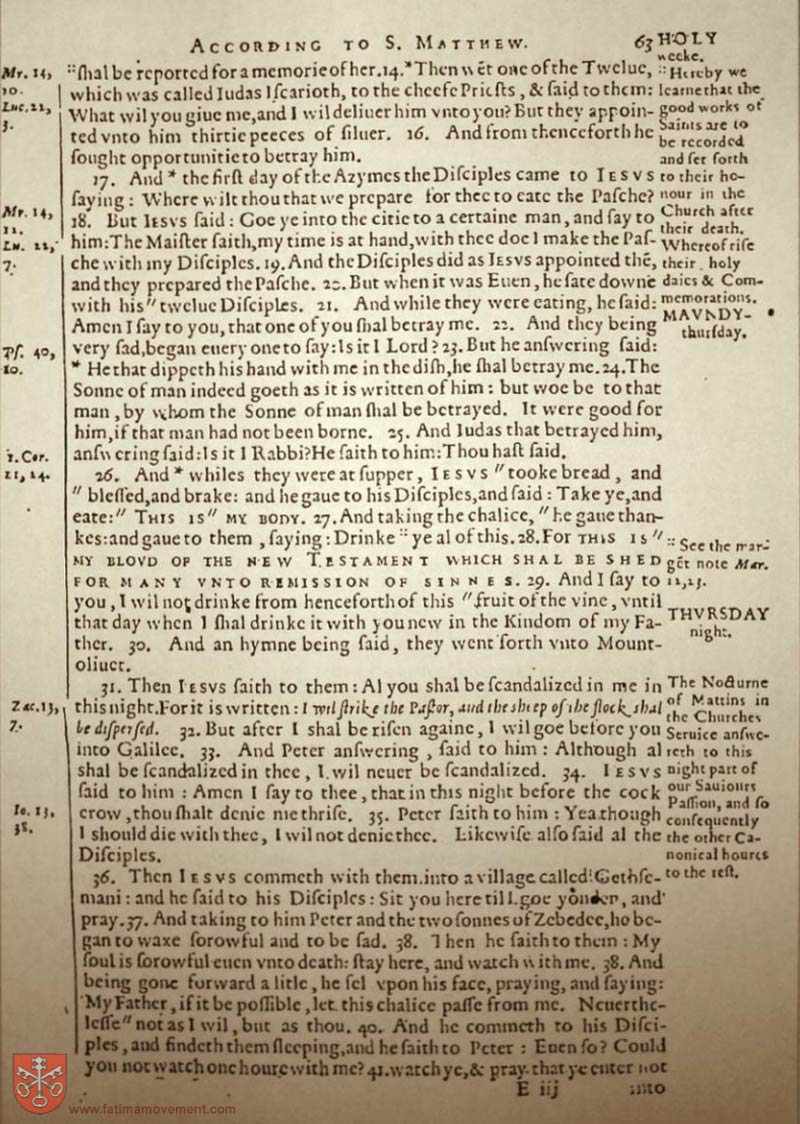 ACCORDING TO S. MATTHEW. 63
HOLY
weeke.
Mr. 14,
10.
Luc. 22,
3.
Mr. 14,
12.
Lu. 22,
7.
Pſ. 40,
10.
1. Cor.
11, 24.
Zac. 13,
7.
Io. 13,
38.
"ſhal be reported for a memorie of her. 14. * Then wēt one of the Twelue,
which was called Iudas Iſcarioth, to the cheefe Prieſts, & ſaid to them:
What wil you giue me, and I wil deliuer him vnto you? But they appoin-
ted vnto him thirtie peeces of ſiluer. 16. And from thenceforth he
ſought opportunitie to betray him.
17. And * the firſt day of the Azymes the Diſciples came to IESVS
ſaying: Where wilt thou that we prepare for thee to eate the Paſche?
18. But IESVS ſaid: Goe ye into the citie to a certaine man, and ſay to
him: The Maiſter ſaith, my time is at hand, with thee doe I make the Paſ-
che with my Diſciples. 19. And the Diſciples did as IESVS appointed thē,
and they prepared the Paſche. 20. But when it was Euen, he ſate downe
with his " twelue Diſciples. 21. And while they were eating, he ſaid:
Amen I ſay to you, that one of you ſhal betray me. 22. And they being
very ſad, began euery one to ſay: Is it I Lord? 23. But he anſwering ſaid:
* He that dippeth his hand with me in the diſh, he ſhal betray me. 24. The
Sonne of man indeed goeth as it is written of him: but woe be to that
man, by whom the Sonne of man ſhal be betrayed. It were good for
him, if that man had not been borne. 25. And Iudas that betrayed him,
anſwering ſaid: Is it I Rabbi? He ſaith to him: Thou haſt ſaid.
26. And * whiles they were at ſupper, IESVS " tooke bread, and
" bleſſed, and brake: and he gaue to his Diſciples, and ſaid: Take ye, and
eate: " THIS IS " MY BODY. 27. And taking the chalice, " he gaue than-
kes: and gaue to them, ſaying: Drinke :: ye al of this. 28. For THIS IS "
MY BLOVD OF THE NEW TESTAMENT WHICH SHAL BE SHED
FOR MANY VNTO REMISSION OF SINNES. 29. And I ſay to
you, I wil not drinke from henceforth of this " fruit of the vine, vntil
that day when I ſhal drinke it with you new in the Kindom of my Fa-
ther. 30. And an hymne being ſaid, they went forth vnto Mount-
oliuet.
31. Then IESVS ſaith to them: Al you shal be ſcandalized in me in
this night. For it is written: I wil ſtrike the Paſtor, and the sheep of the flock shal
be diſperſed. 32. But after I shal be riſen againe, I wil goe before you
into Galilee. 33. And Peter anſwering, ſaid to him: Although al
shal be ſcandalized in thee, I wil neuer be ſcandalized. 34. IESVS
ſaid to him: Amen I ſay to thee, that in this night before the cock
crow, thou ſhalt denie me thriſe. 35. Peter ſaith to him: Yea though
I should die with thee, I wil not denie thee. Likewiſe alſo ſaid al the
Diſciples.
36. Then IESVS commeth with them into a village called Gethſe-
mani: and he ſaid to his Diſciples: Sit you here til I goe yonder, and
pray. 37. And taking to him Peter and the two ſonnes of Zebedee, he be-
gan to waxe ſorowful and to be ſad. 38. Then he ſaith to them: My
ſoul is ſorowful euen vnto death: ſtay here, and watch with me. 38. And
being gone forward a litle, he fel vpon his face, praying, and ſaying:
My Father, if it be poſſible, let this chalice paſſe from me. Neuerthe-
leſſe " not as I wil, but as thou. 40. And he commeth to his Diſci-
ples, and findeth them ſleeping, and he ſaith to Peter: Euen ſo? Could
you not watch one houre with me? 41. watch ye, & pray that ye enter not
E iij into
:: Hereby we
learne that the
good works of
Saints are to
be recorded
and ſet forth
to their ho-
nour in the
Church after
their death.
Whereof riſe
their holy
daies & Com-
memorations.
MAVNDY-
thurſday.
:: See the mar-
get note Mar.
THVRSDAY
night.
The Nocturne
of Mattins in
the Churches
Seruice anſwe-
reth to this
night part of
our Sauiours
Paſſion, and ſo
conſequently
the other Ca-
nonical houres
to the reſt.
www.fatimamovement.com